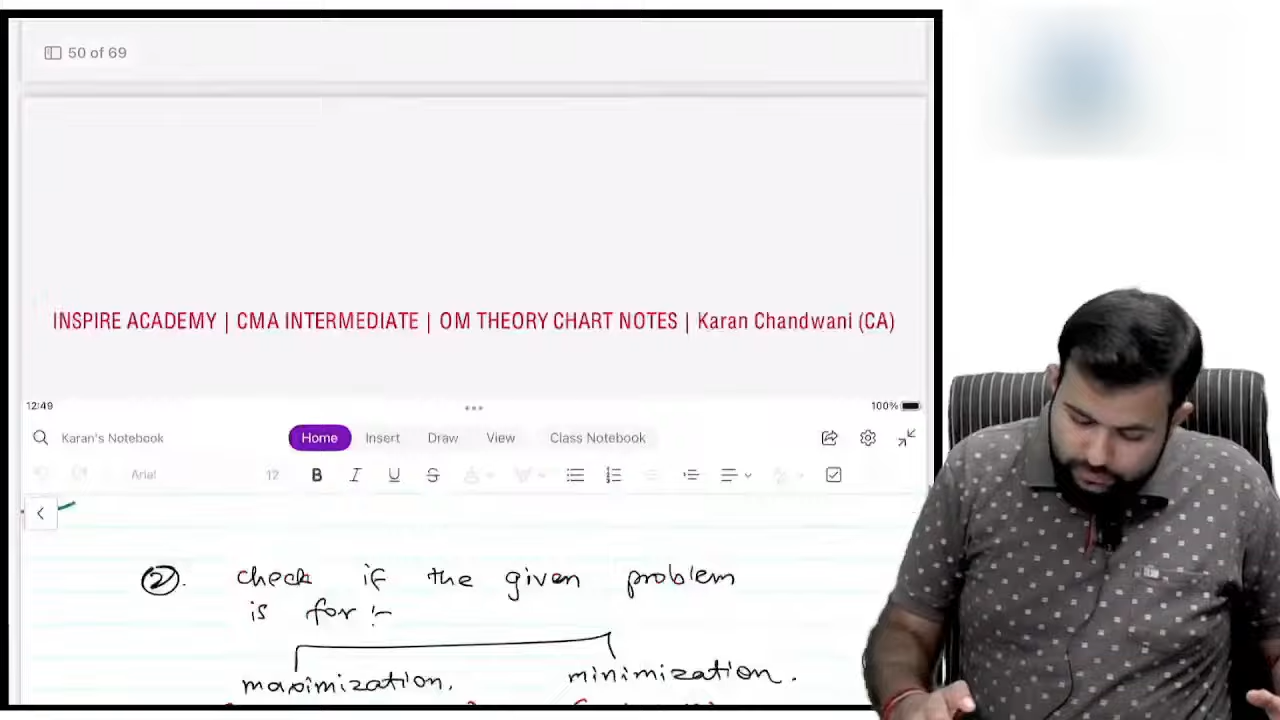 50 of 69
INSPIRE ACADEMY | CMA INTERMEDIATE | OM THEORY CHART NOTES | Karan Chandwani (CA)
12:49
100%
Karan's Notebook
Home Insert Draw View Class Notebook
Arial 12 B I U S
②. check if the given problem
is for :-
maximization. minimization.